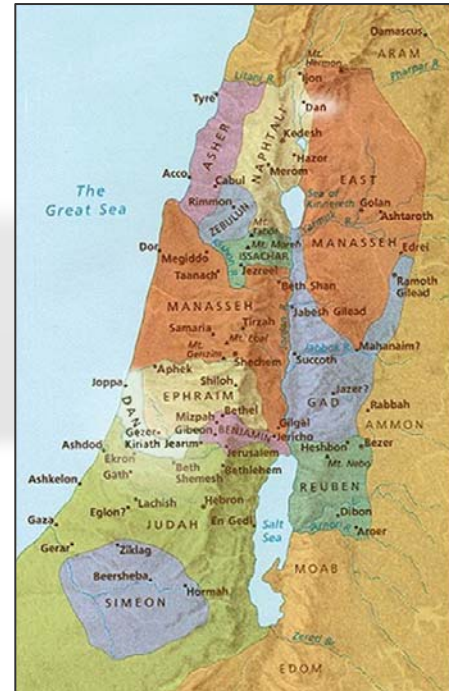 Damascus
ARAM
Mt. Hermon
Litani R.
Ijon
Pharpar R.
Tyre
Dan
ASHER
NAPHTALI
Kedesh
Hazor
Acco
Merom
EAST
Cabul
Sea of Kinnereth
Golan
The Great Sea
Rimmon
Ashtaroth
ZEBULUN
Mt. Tabor
Yarmuk R.
Kishon R.
Mt. Moreh
MANASSEH
Dor
ISSACHAR
Edrei
Megiddo
Jezreel
Taanach
Beth Shan
Ramoth Gilead
MANASSEH
Jabesh Gilead
Tirzah
Samaria
Mt. Ebal
Jabbok R.
Mahanaim?
Mt. Gerizim
Shechem
Succoth
Aphek
Joppa
Shiloh
Jazer?
EPHRAIM
GAD
DAN
Mizpah
Bethel
Rabbah
Gezer
Gibeon
BENJAMIN
Gilgal
AMMON
Ashdod
Kiriath Jearim
Jericho
Heshbon
Bezer
Ekron
Jerusalem
Mt. Nebo
Gath
Beth Shemesh
Bethlehem
Ashkelon
REUBEN
Lachish
Hebron
Dibon
Eglon?
Salt Sea
Gaza
JUDAH
En Gedi
Arnon R.
Aroer
Gerar
Ziklag
MOAB
Beersheba
Hormah
SIMEON
Zered R.
EDOM